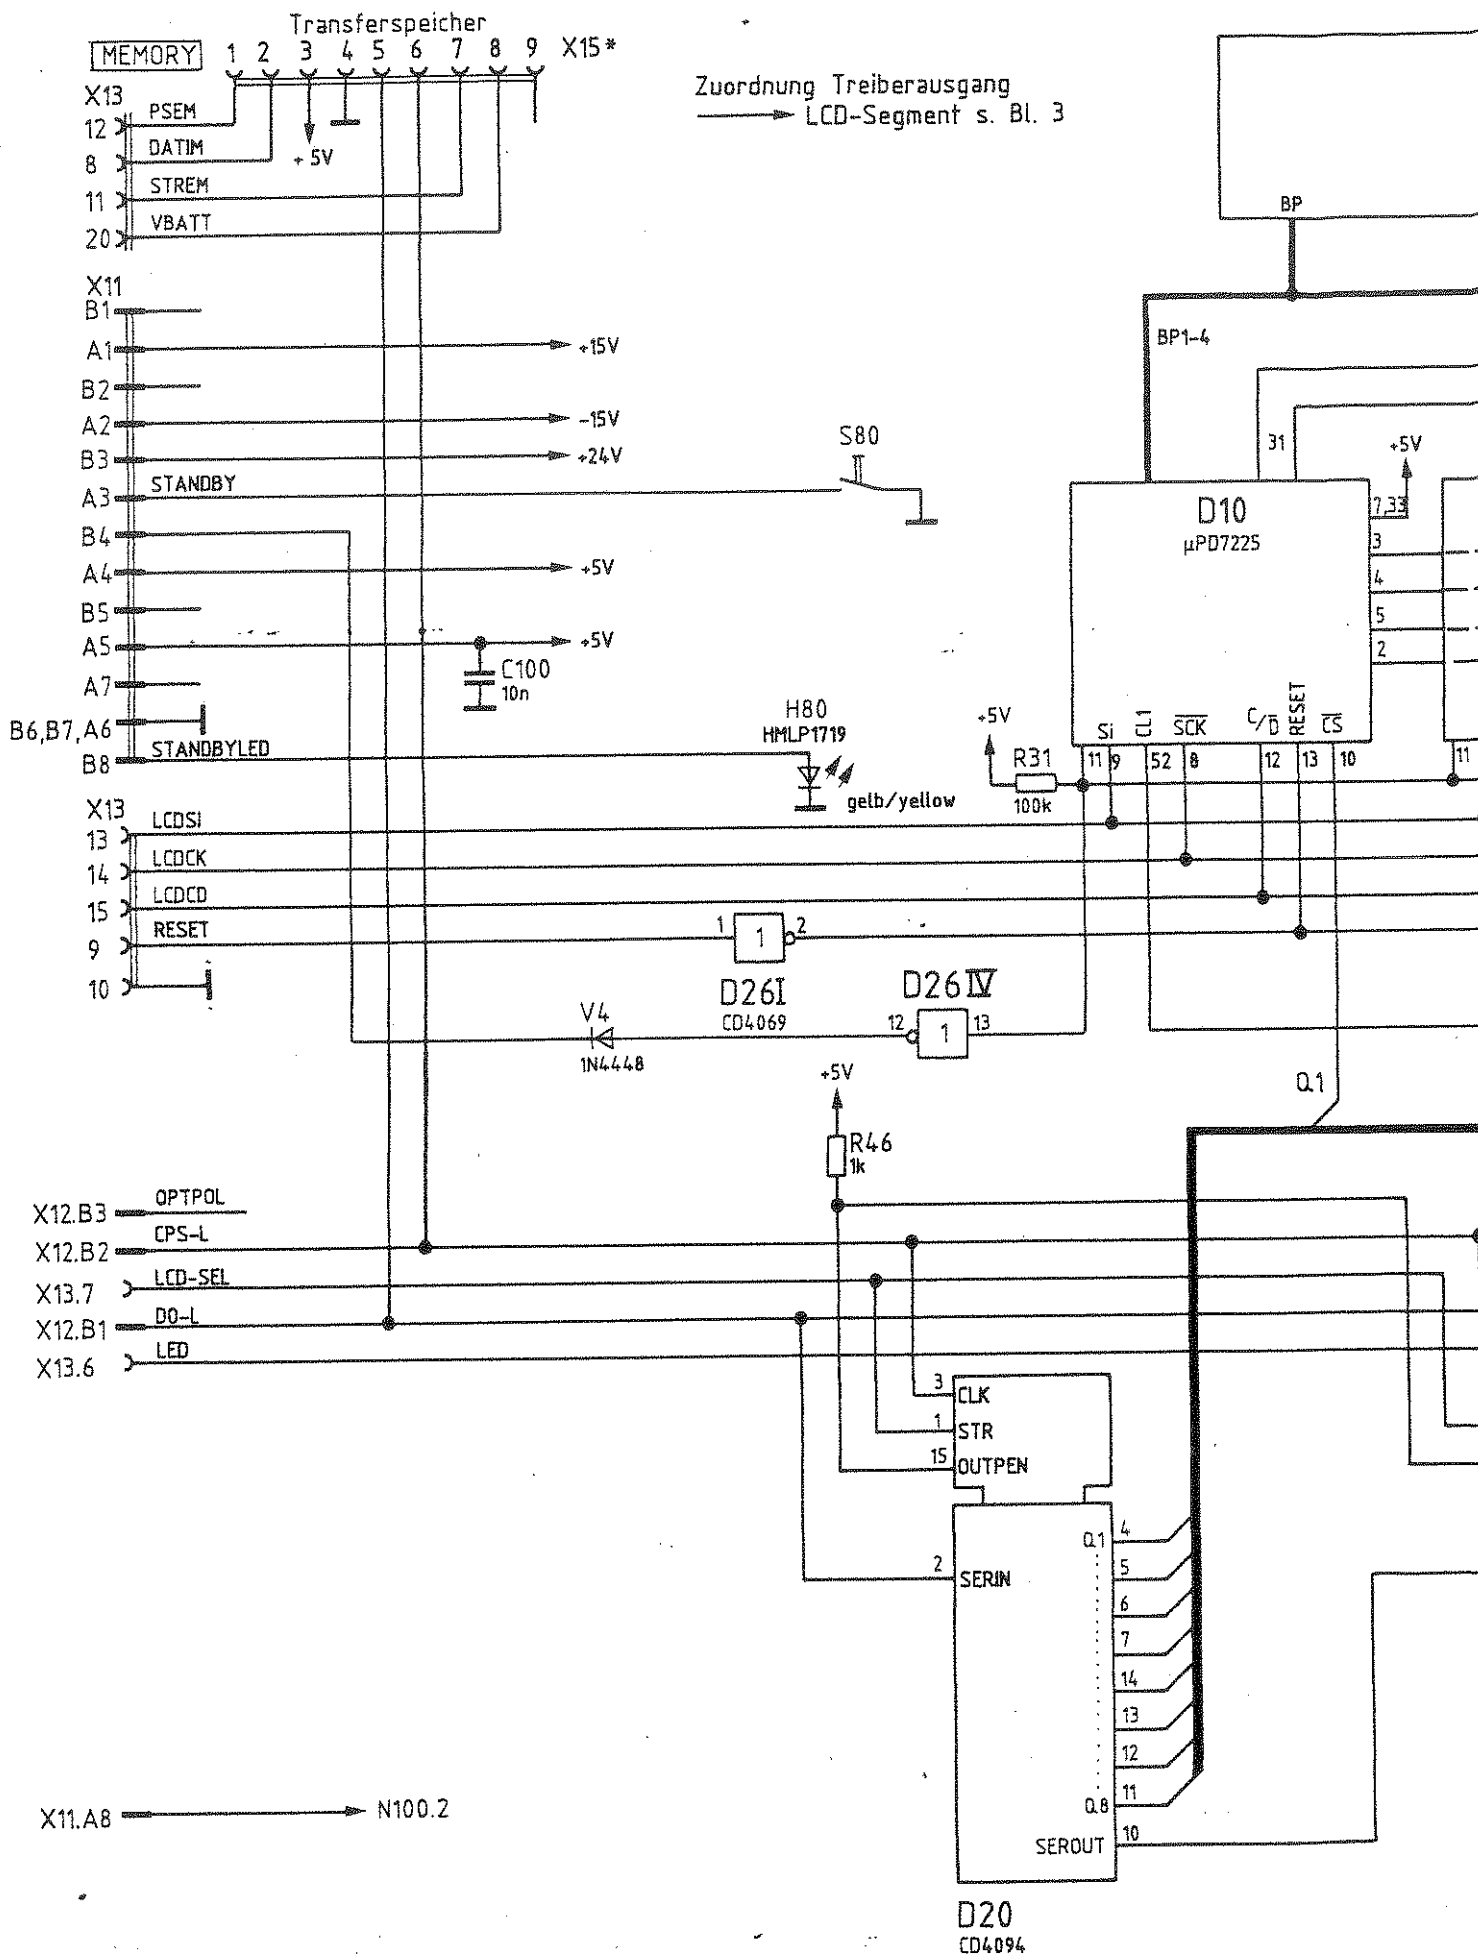 Transferspeicher
MEMORY 1 2 3 4 5 6 7 8 9 X15*
Zuordnung Treiberausgang
LCD-Segment s. Bl. 3
X13
12 PSEM
8 DATIM
+5V
11 STREM
20 VBATT
BP
X11
B1
A1 +15V
BP1-4
B2
A2 -15V
B3 +24V
S80
31
+5V
A3 STANDBY
D10
7,33
µPD7225
B4
3
A4 +5V
4
B5
5
A5 +5V
2
C100
10n
A7
B6,B7,A6
H80
HMLP1719
+5V
Si CL1 SCK C/D RESET CS
B8 STANDBYLED
R31
11 9 52 8 12 13 10 11
gelb/yellow
100k
X13
13 LCDSI
14 LCDCK
15 LCDCD
9 RESET
1 1 2
10
D26I
CD4069
D26IV
V4
12 1 13
1N4448
+5V
Q1
R46
1k
X12.B3 OPTPOL
X12.B2 CPS-L
X13.7 LCD-SEL
X12.B1 DO-L
X13.6 LED
3 CLK
1 STR
15 OUTPEN
Q1 4
2 SERIN
5
6
7
14
13
12
Q8 11
X11.A8 N100.2
SEROUT 10
D20
CD4094